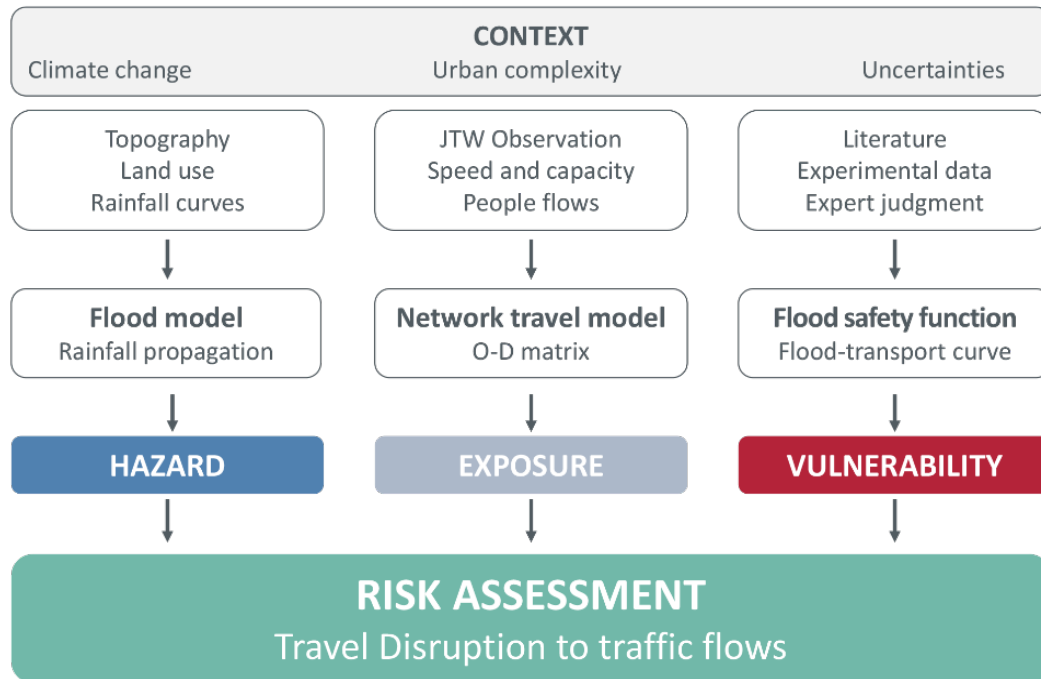 CONTEXT
Climate change
Urban complexity
Uncertainties
Topography
Land use
Rainfall curves
JTW Observation
Speed and capacity
People flows
Literature
Experimental data
Expert judgment
Flood model
Rainfall propagation
Network travel model
O-D matrix
Flood safety function
Flood-transport curve
HAZARD
EXPOSURE
VULNERABILITY
RISK ASSESSMENT
Travel Disruption to traffic flows